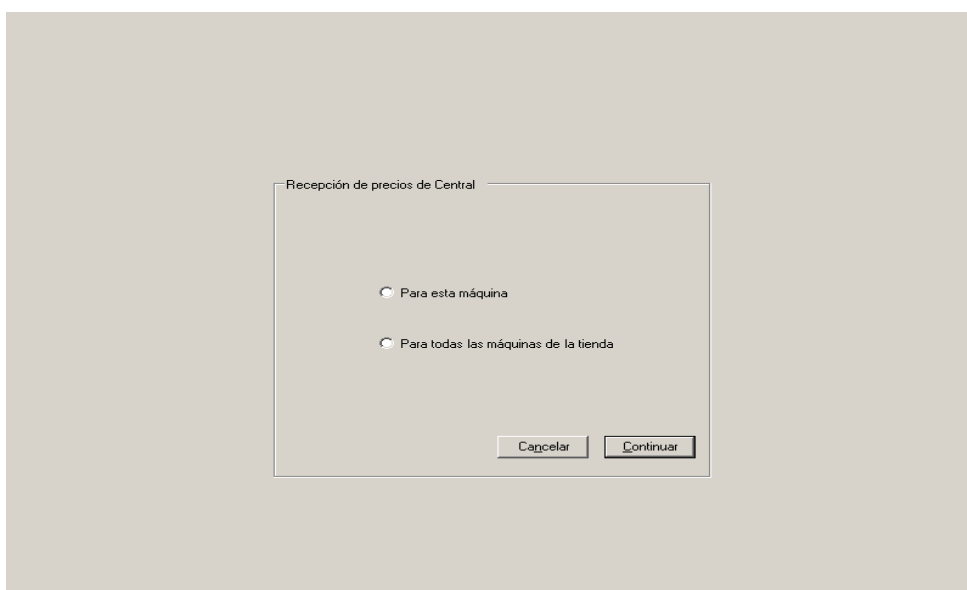 Recepción de precios de Central
Para esta máquina
Para todas las máquinas de la tienda
Cancelar
Continuar